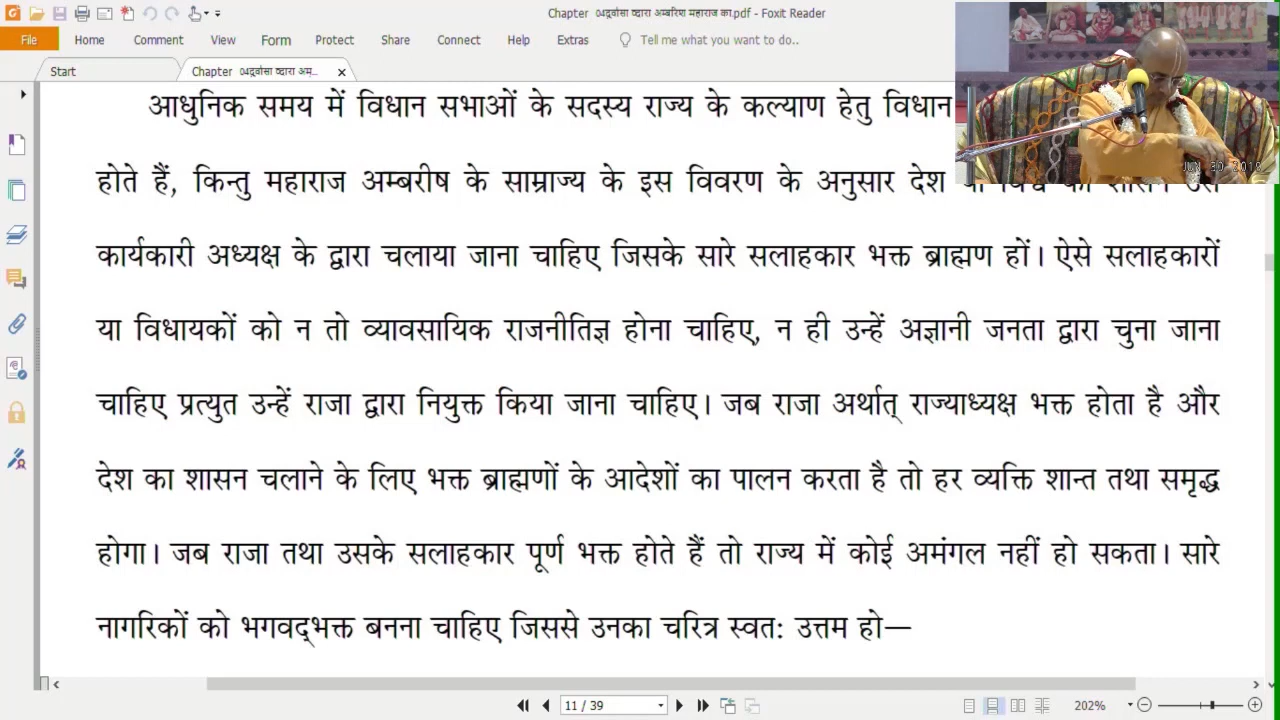 Chapter 04दुर्वासा व्दारा अम्बरिश महाराज का.pdf - Foxit Reader
File Home Comment View Form Protect Share Connect Help Extras Tell me what you want to do..
Start Chapter 04दुर्वासा व्दारा अम्...
आधुनिक समय में विधान सभाओं के सदस्य राज्य के कल्याण हेतु विधान
होते हैं, किन्तु महाराज अम्बरीष के साम्राज्य के इस विवरण के अनुसार देश
कार्यकारी अध्यक्ष के द्वारा चलाया जाना चाहिए जिसके सारे सलाहकार भक्त ब्राह्मण हों। ऐसे सलाहकारों
या विधायकों को न तो व्यावसायिक राजनीतिज्ञ होना चाहिए, न ही उन्हें अज्ञानी जनता द्वारा चुना जाना
चाहिए प्रत्युत उन्हें राजा द्वारा नियुक्त किया जाना चाहिए। जब राजा अर्थात् राज्याध्यक्ष भक्त होता है और
देश का शासन चलाने के लिए भक्त ब्राह्मणों के आदेशों का पालन करता है तो हर व्यक्ति शान्त तथा समृद्ध
होगा। जब राजा तथा उसके सलाहकार पूर्ण भक्त होते हैं तो राज्य में कोई अमंगल नहीं हो सकता। सारे
नागरिकों को भगवद्भक्त बनना चाहिए जिससे उनका चरित्र स्वत: उत्तम हो—
JUN 30 2019
11 / 39
202%